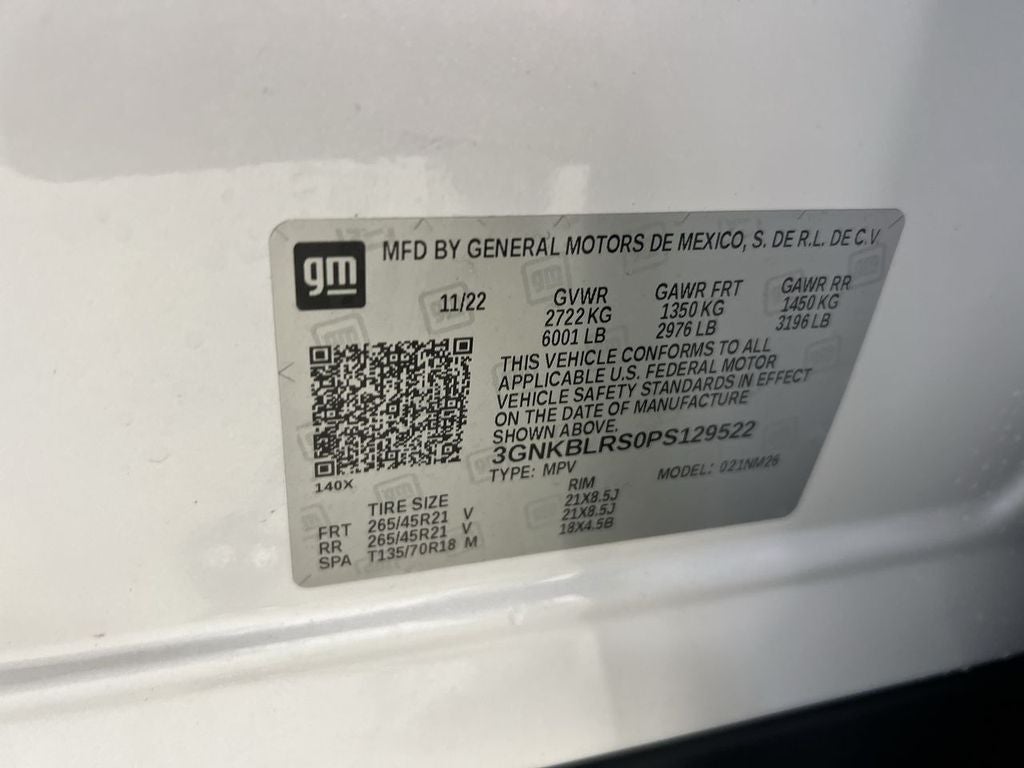 gm
MFD BY GENERAL MOTORS DE MEXICO, S. DE R.L. DE C.V
11/22
GVWR GAWR FRT GAWR RR
2722 KG 1350 KG 1450 KG
6001 LB 2976 LB 3196 LB
THIS VEHICLE CONFORMS TO ALL
APPLICABLE U.S. FEDERAL MOTOR
VEHICLE SAFETY STANDARDS IN EFFECT
ON THE DATE OF MANUFACTURE
SHOWN ABOVE.
3GNKBLRS0PS129522
TYPE: MPV MODEL: 021NM26
140X
TIRE SIZE RIM
FRT 265/45R21 V 21X8.5J
RR 265/45R21 V 21X8.5J
SPA T135/70R18 M 18X4.5B